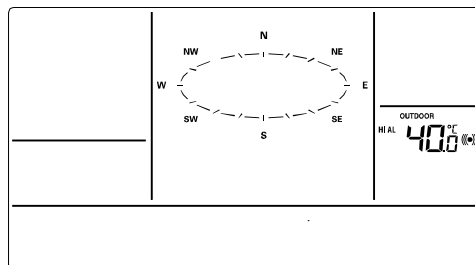 N
NW NE
W E
SW SE
S
OUTDOOR
HI AL 40.0 °C